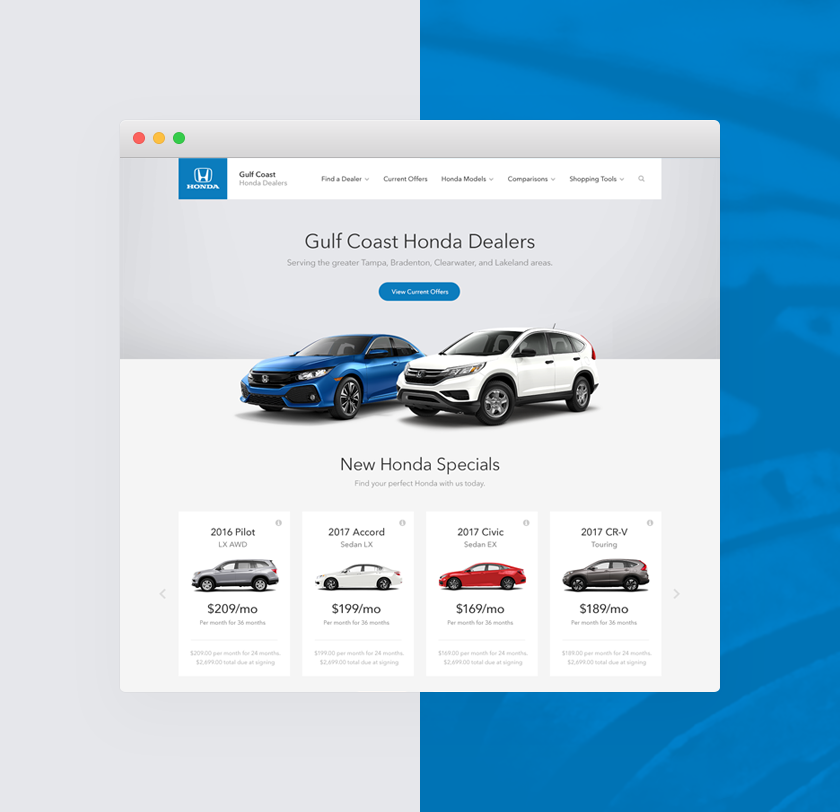 HONDA
Gulf Coast
Honda Dealers
Find a Dealer
Current Offers
Honda Models
Comparisons
Shopping Tools
Gulf Coast Honda Dealers
Serving the greater Tampa, Bradenton, Clearwater, and Lakeland areas.
View Current Offers
New Honda Specials
Find your perfect Honda with us today.
2016 Pilot
LX AWD
$209/mo
Per month for 36 months
$209.00 per month for 24 months.
$2,699.00 total due at signing
2017 Accord
Sedan LX
$199/mo
Per month for 36 months
$199.00 per month for 24 months.
$2,699.00 total due at signing
2017 Civic
Sedan EX
$169/mo
Per month for 36 months
$169.00 per month for 24 months.
$2,699.00 total due at signing
2017 CR-V
Touring
$189/mo
Per month for 36 months
$189.00 per month for 24 months.
$2,699.00 total due at signing